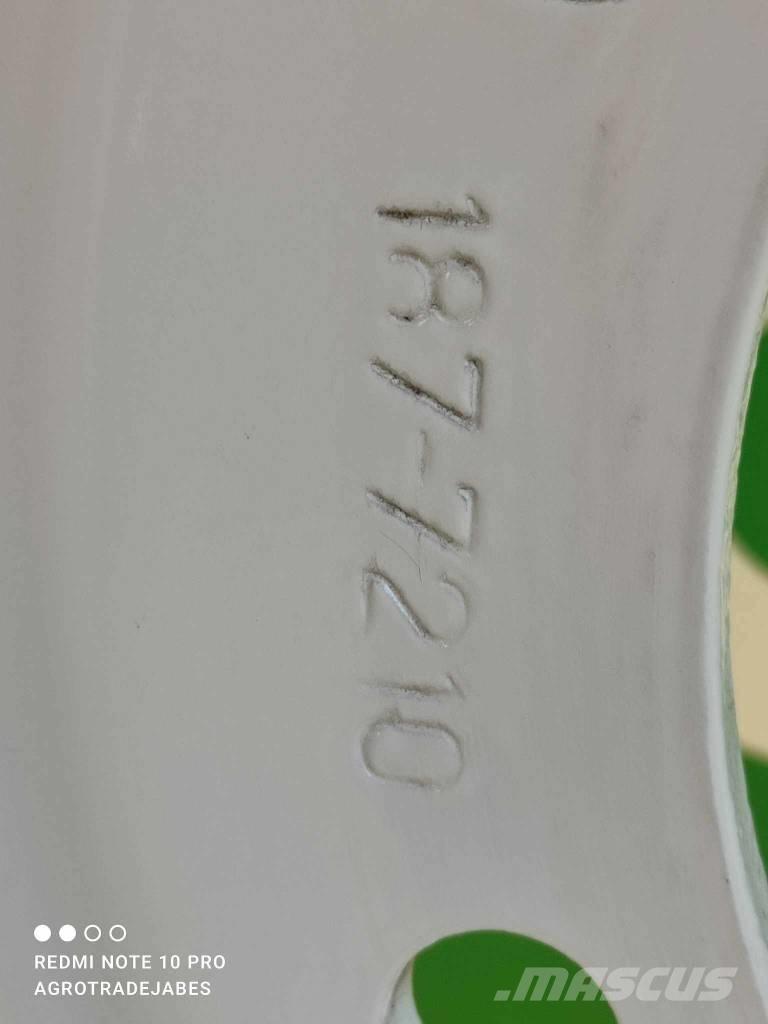 187-7210
REDMI NOTE 10 PRO
AGROTRADEJABES
.MASCUS